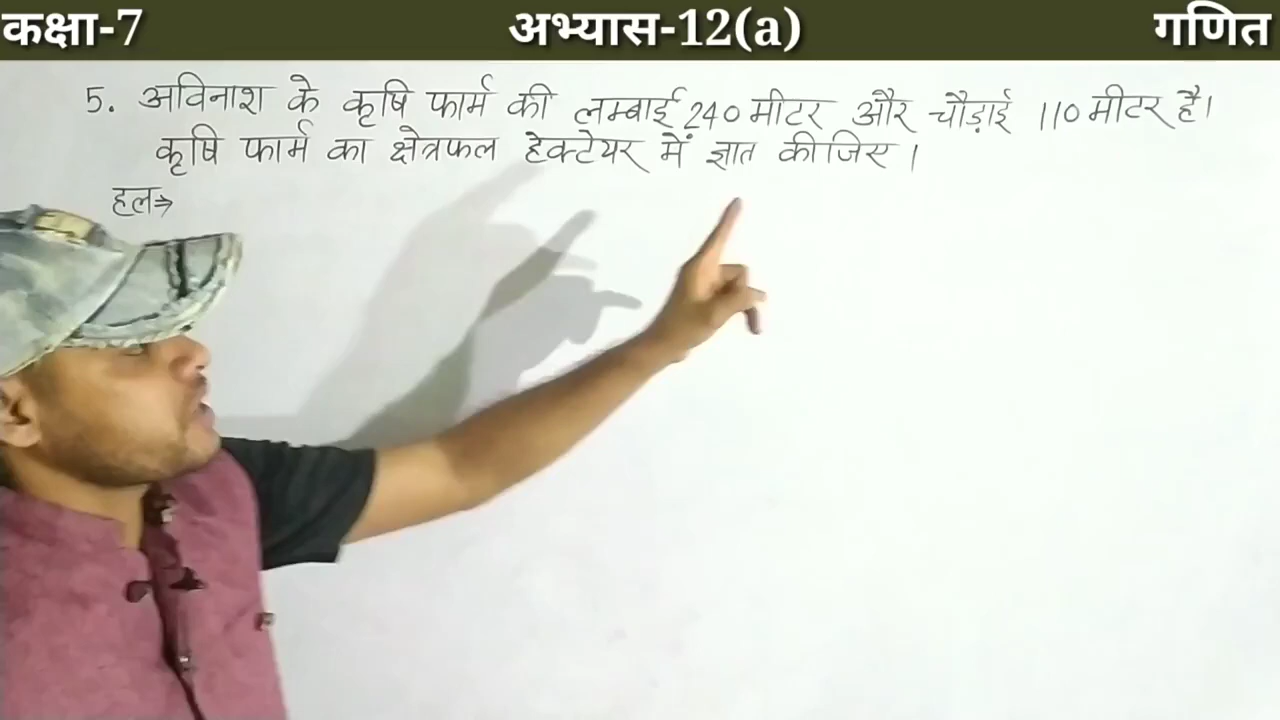 कक्षा-7 अभ्यास-12(a) गणित
5. अविनाश के कृषि फार्म की लम्बाई 240 मीटर और चौड़ाई 110 मीटर है।
कृषि फार्म का क्षेत्रफल हेक्टेयर में ज्ञात कीजिए।
हल⇒